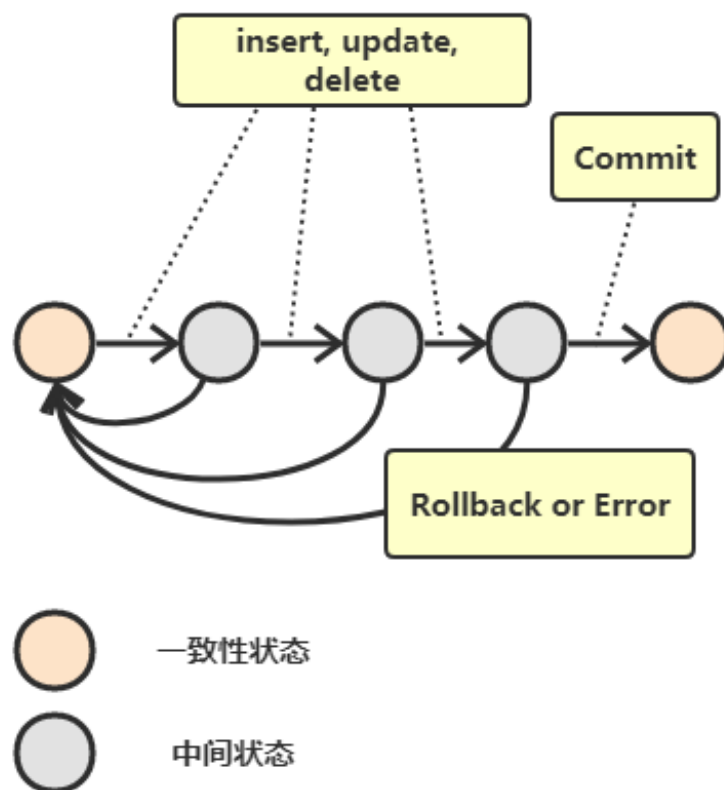 insert, update,
delete
Commit
Rollback or Error
一致性状态
中间状态